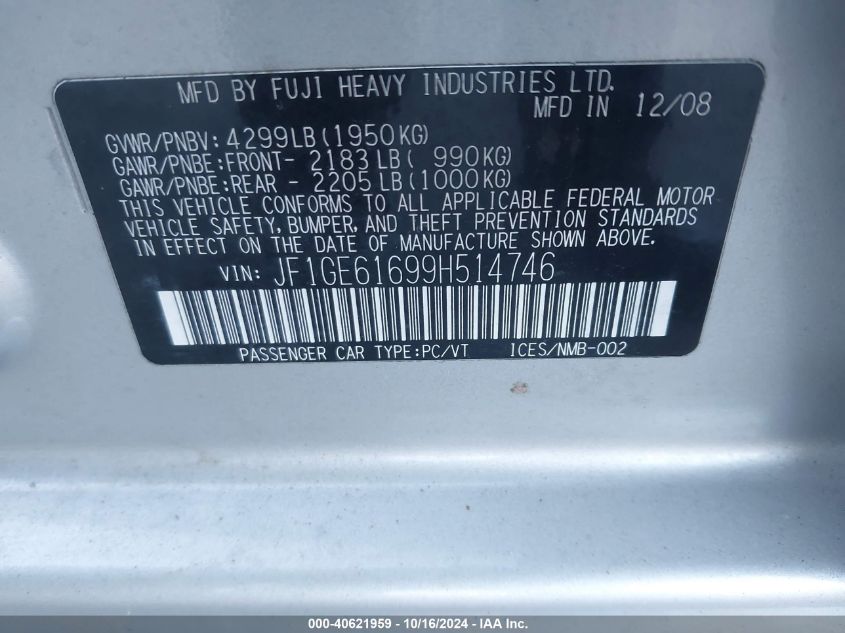 MFD BY FUJI HEAVY INDUSTRIES LTD.
MFD IN 12/08
GVWR/PNBV: 4299LB(1950KG)
GAWR/PNBE:FRONT- 2183LB( 990KG)
GAWR/PNBE:REAR - 2205LB(1000KG)
THIS VEHICLE CONFORMS TO ALL APPLICABLE FEDERAL MOTOR
VEHICLE SAFETY, BUMPER, AND THEFT PREVENTION STANDARDS
IN EFFECT ON THE DATE OF MANUFACTURE SHOWN ABOVE.
VIN: JF1GE61699H514746
PASSENGER CAR TYPE:PC/VT ICES/NMB-002
000-40621959 - 10/16/2024 - IAA Inc.